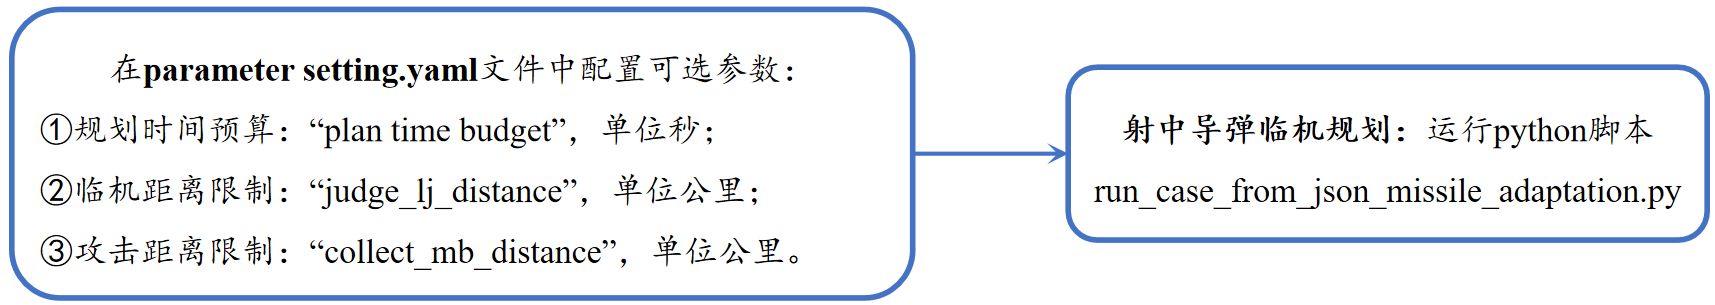 在parameter setting.yaml文件中配置可选参数：
①规划时间预算：“plan time budget”，单位秒；
②临机距离限制：“judge_lj_distance”，单位公里；
③攻击距离限制：“collect_mb_distance”，单位公里。
射中导弹临机规划：运行python脚本
run_case_from_json_missile_adaptation.py